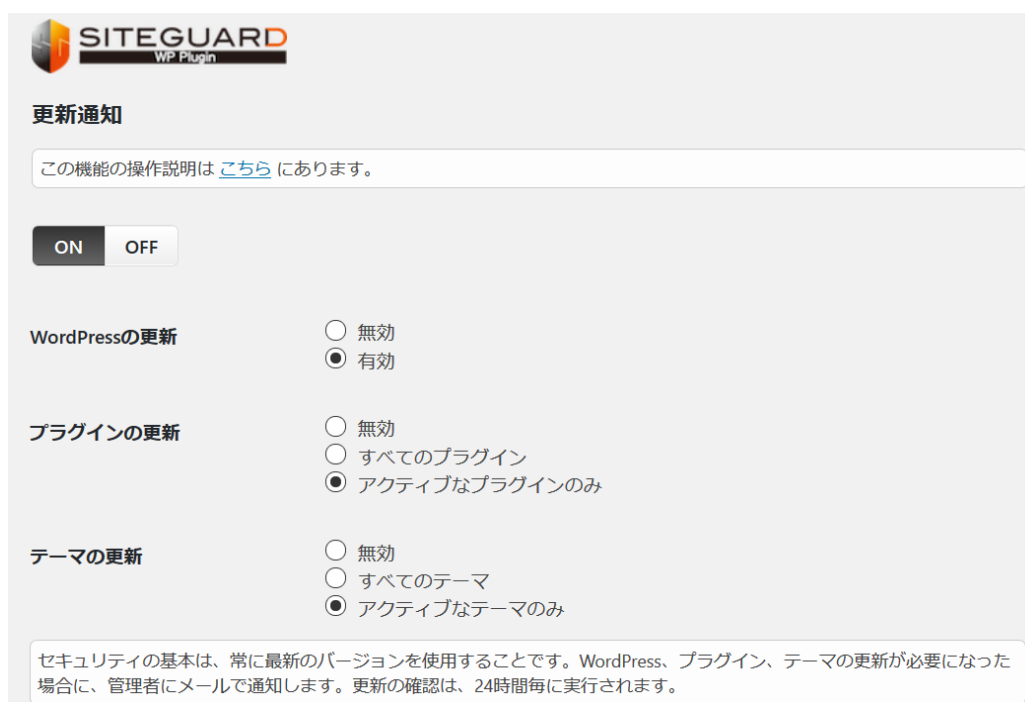 SITEGUARD
WP Plugin
更新通知
この機能の操作説明は こちら にあります。
ON OFF
WordPressの更新
無効
有効
プラグインの更新
無効
すべてのプラグイン
アクティブなプラグインのみ
テーマの更新
無効
すべてのテーマ
アクティブなテーマのみ
セキュリティの基本は、常に最新のバージョンを使用することです。WordPress、プラグイン、テーマの更新が必要になった
場合に、管理者にメールで通知します。更新の確認は、24時間毎に実行されます。